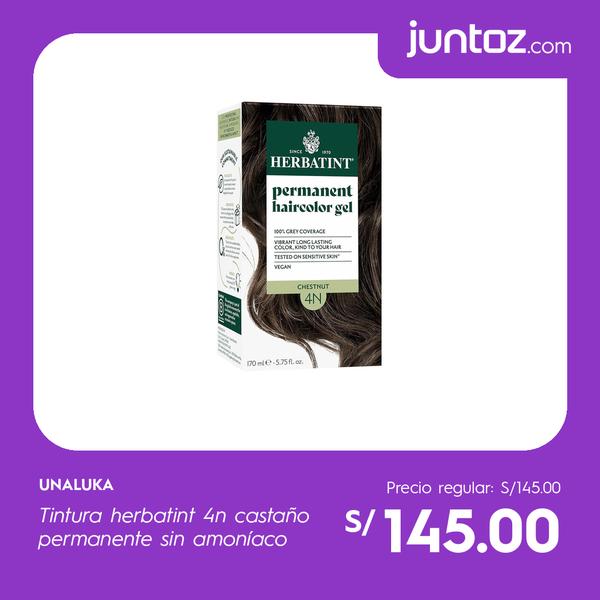 juntoz.com
SINCE 1970
HERBATINT®
permanent
haircolor gel
100% GREY COVERAGE
VIBRANT LONG LASTING
COLOR, KIND TO YOUR HAIR
TESTED ON SENSITIVE SKIN*
VEGAN
CHESTNUT
4N
170 ml ℮ - 5.75 fl. oz.
UNALUKA
Tintura herbatint 4n castaño
permanente sin amoníaco
Precio regular: S/145.00
S/ 145.00